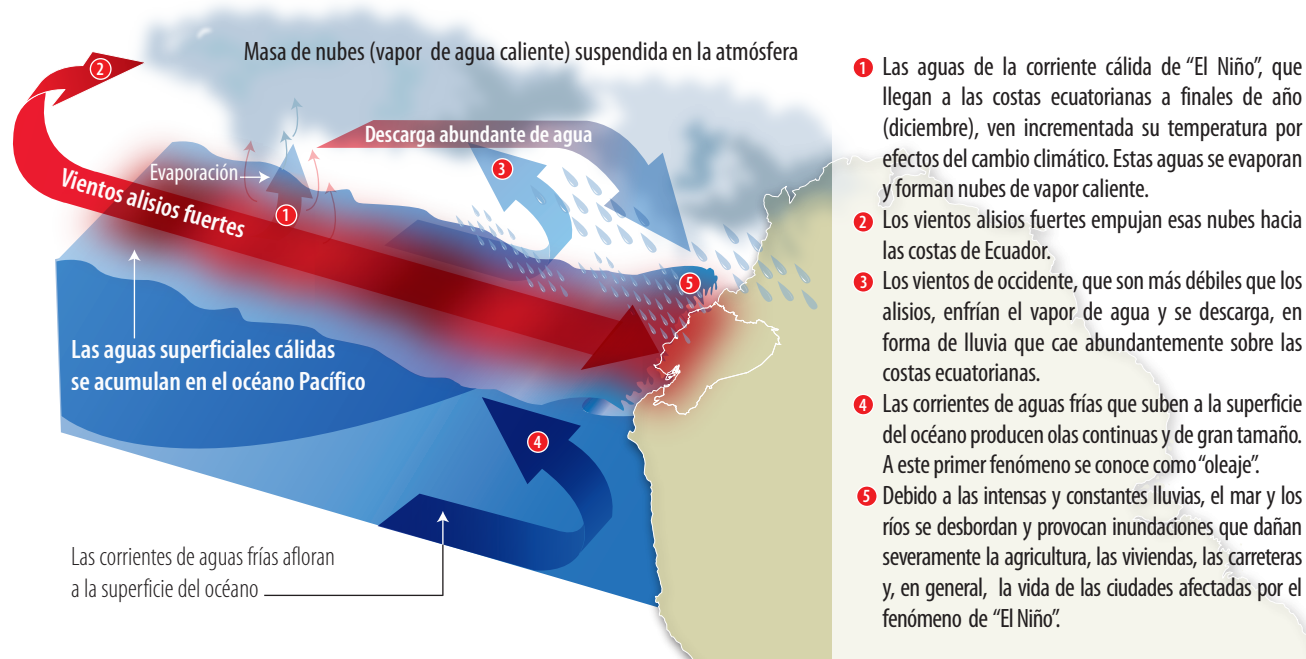 Masa de nubes (vapor de agua caliente) suspendida en la atmósfera
2
Descarga abundante de agua
Evaporación
3
Vientos alisios fuertes
1
5
Las aguas superficiales cálidas
se acumulan en el océano Pacífico
4
Las corrientes de aguas frías afloran
a la superficie del océano
1 Las aguas de la corriente cálida de “El Niño”, que
llegan a las costas ecuatorianas a finales de año
(diciembre), ven incrementada su temperatura por
efectos del cambio climático. Estas aguas se evaporan
y forman nubes de vapor caliente.
2 Los vientos alisios fuertes empujan esas nubes hacia
las costas de Ecuador.
3 Los vientos de occidente, que son más débiles que los
alisios, enfrían el vapor de agua y se descarga, en
forma de lluvia que cae abundantemente sobre las
costas ecuatorianas.
4 Las corrientes de aguas frías que suben a la superficie
del océano producen olas continuas y de gran tamaño.
A este primer fenómeno se conoce como “oleaje”.
5 Debido a las intensas y constantes lluvias, el mar y los
ríos se desbordan y provocan inundaciones que dañan
severamente la agricultura, las viviendas, las carreteras
y, en general, la vida de las ciudades afectadas por el
fenómeno de “El Niño”.